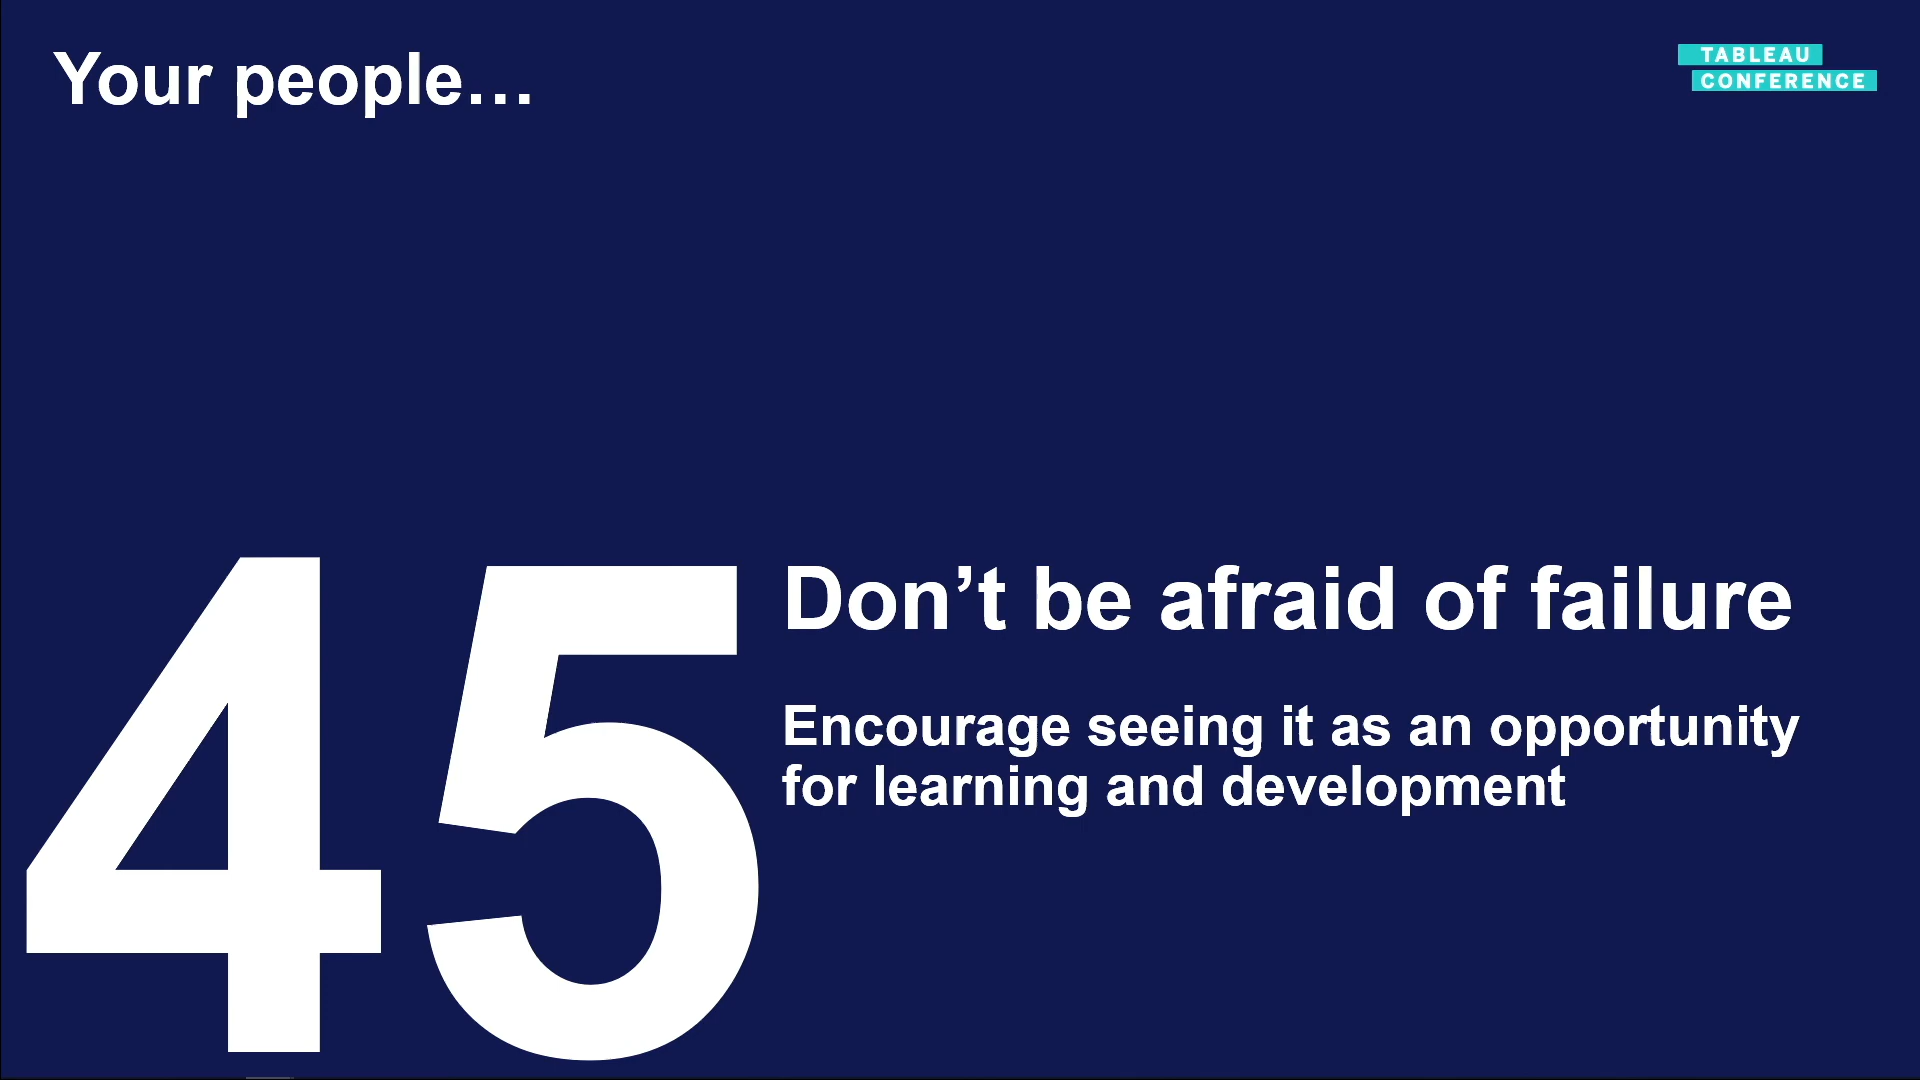 Your people…
TABLEAU
CONFERENCE
45
Don’t be afraid of failure
Encourage seeing it as an opportunity
for learning and development